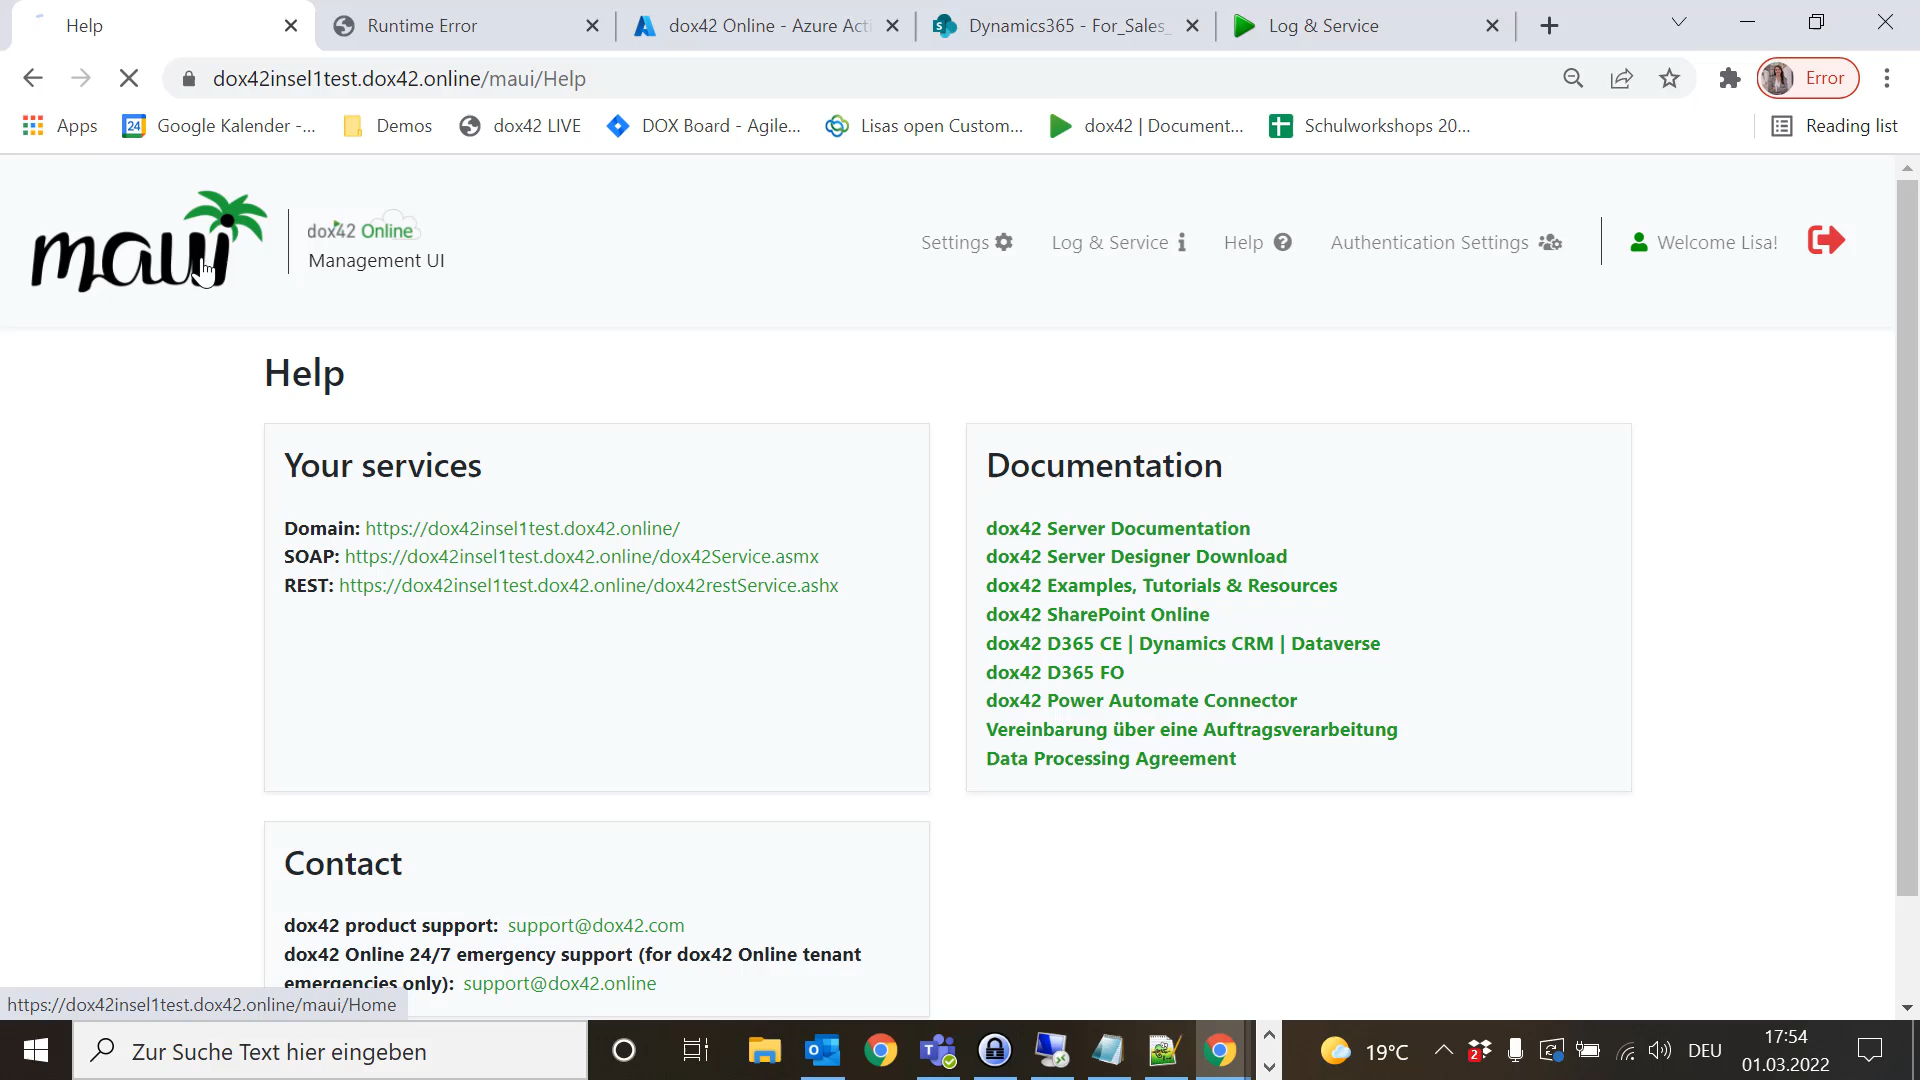 Help
Runtime Error
dox42 Online - Azure Acti
Dynamics365 - For_Sales_
Log & Service
dox42insel1test.dox42.online/maui/Help
Error
Apps
24
Google Kalender -...
Demos
dox42 LIVE
DOX Board - Agile...
Lisas open Custom...
dox42 | Document...
Schulworkshops 20...
Reading list
maui
dox42 Online
Management UI
Settings
Log & Service
Help
Authentication Settings
Welcome Lisa!
Help
Your services
Domain: https://dox42insel1test.dox42.online/
SOAP: https://dox42insel1test.dox42.online/dox42Service.asmx
REST: https://dox42insel1test.dox42.online/dox42restService.ashx
Documentation
dox42 Server Documentation
dox42 Server Designer Download
dox42 Examples, Tutorials & Resources
dox42 SharePoint Online
dox42 D365 CE | Dynamics CRM | Dataverse
dox42 D365 FO
dox42 Power Automate Connector
Vereinbarung über eine Auftragsverarbeitung
Data Processing Agreement
Contact
dox42 product support: support@dox42.com
dox42 Online 24/7 emergency support (for dox42 Online tenant
emergencies only): support@dox42.online
https://dox42insel1test.dox42.online/maui/Home
Zur Suche Text hier eingeben
19°C
2
DEU
17:54
01.03.2022